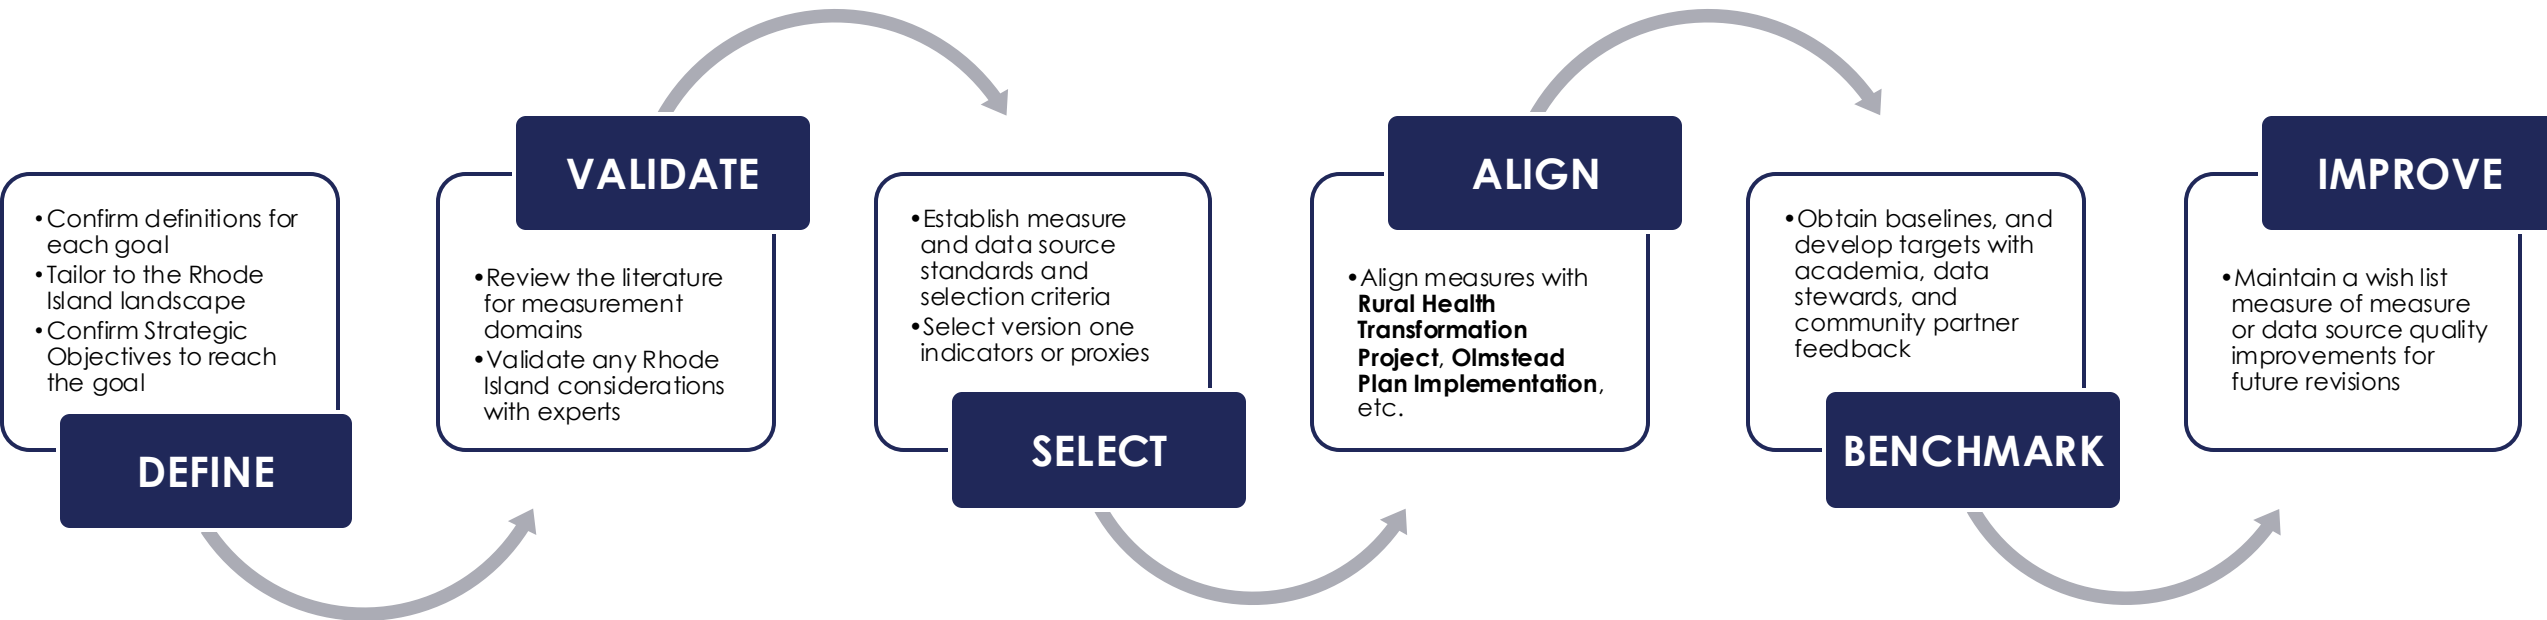 •Confirm definitions for
each goal
•Tailor to the Rhode
Island landscape
•Confirm Strategic
Objectives to reach
the goal
DEFINE
VALIDATE
•Review the literature
for measurement
domains
•Validate any Rhode
Island considerations
with experts
•Establish measure
and data source
standards and
selection criteria
•Select version one
indicators or proxies
SELECT
ALIGN
•Align measures with
Rural Health
Transformation
Project, Olmstead
Plan Implementation,
etc.
•Obtain baselines, and
develop targets with
academia, data
stewards, and
community partner
feedback
BENCHMARK
IMPROVE
•Maintain a wish list
measure of measure
or data source quality
improvements for
future revisions